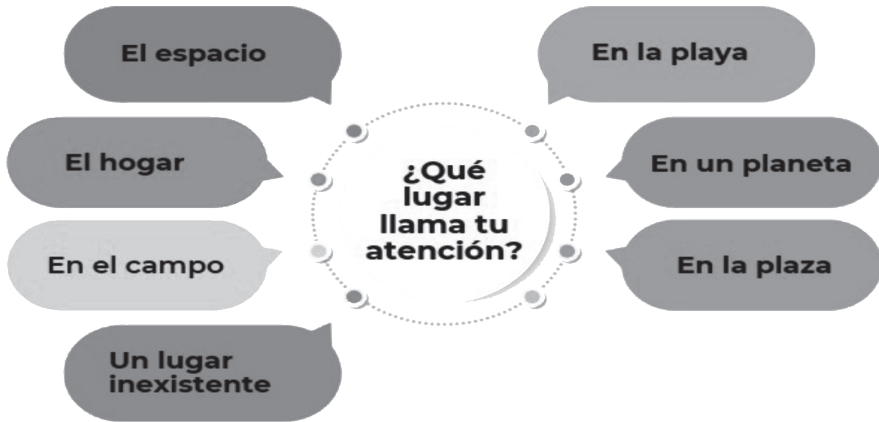 El espacio
El hogar
En el campo
Un lugar
inexistente
¿Qué
lugar
llama tu
atención?
En la playa
En un planeta
En la plaza